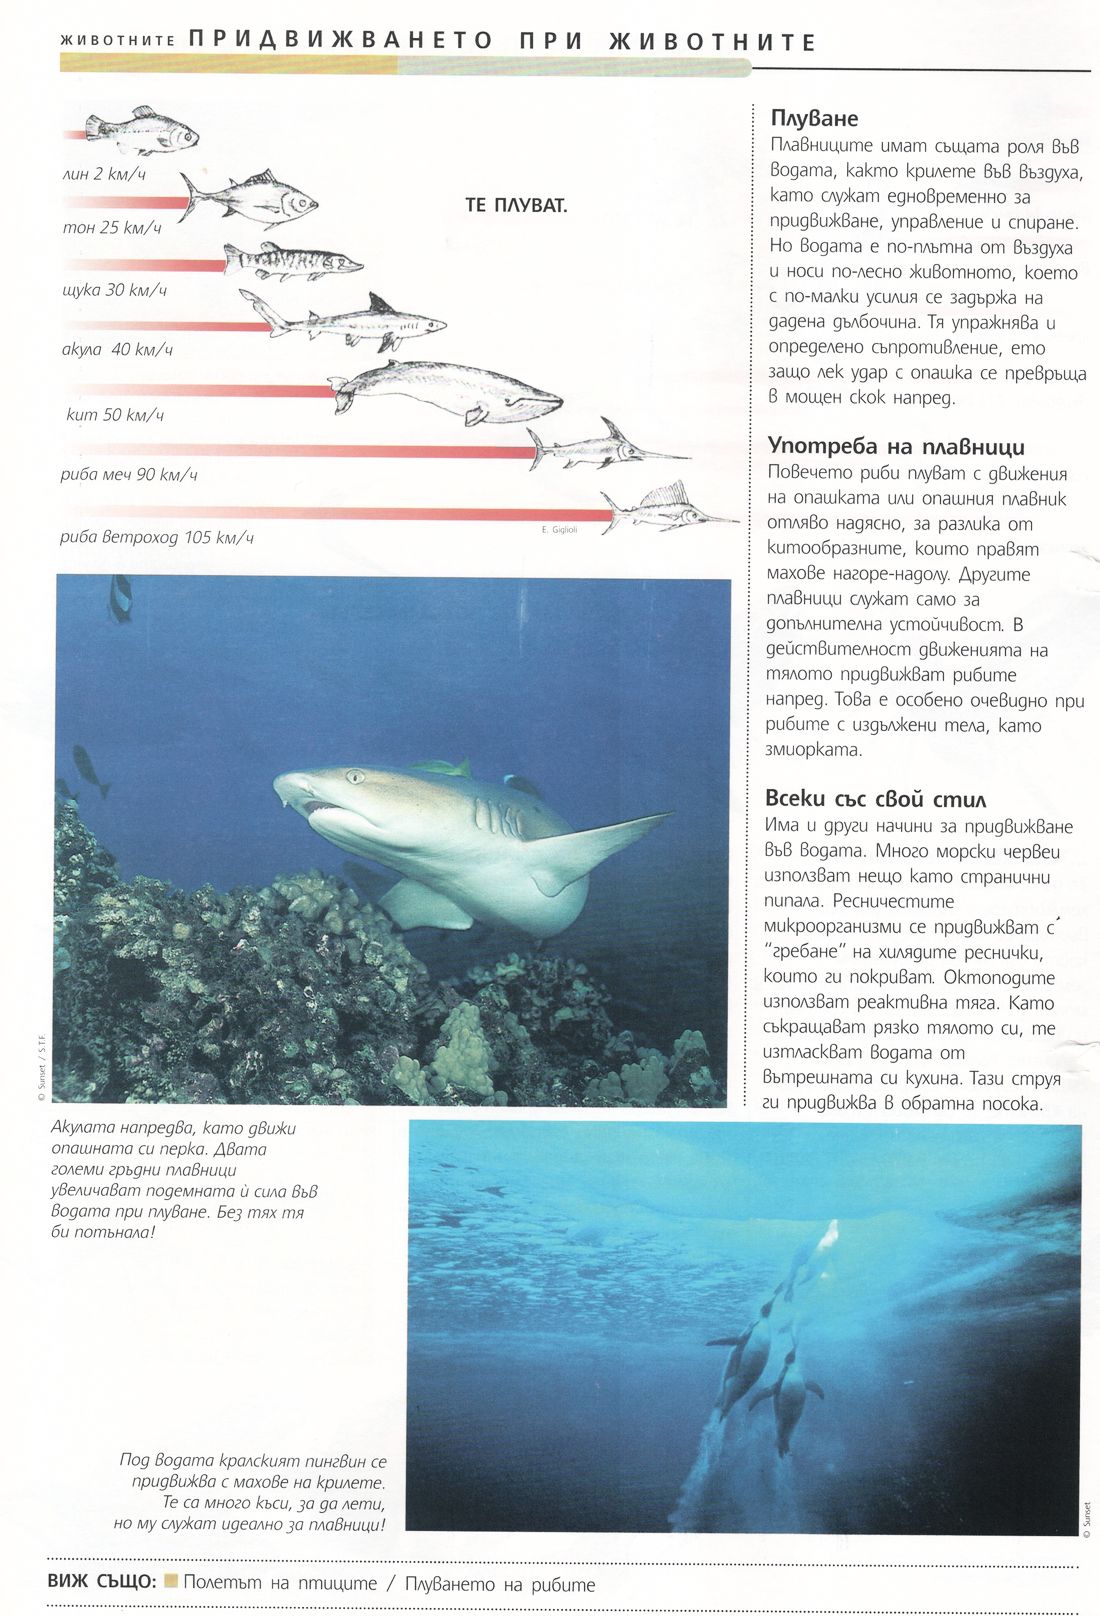 ЖИВОТНИТЕ ПРИДВИЖВАНЕТО ПРИ ЖИВОТНИТЕ
лин 2 км/ч
тон 25 км/ч
щука 30 км/ч
акула 40 км/ч
кит 50 км/ч
риба меч 90 км/ч
риба ветроход 105 км/ч
E. Giglioli
ТЕ ПЛУВАТ.
Плуване
Плавниците имат същата роля във
водата, както крилете във въздуха,
като служат едновременно за
придвижване, управление и спиране.
Но водата е по-плътна от въздуха
и носи по-лесно животното, което
с по-малки усилия се задържа на
дадена дълбочина. Тя упражнява и
определено съпротивление, ето
защо лек удар с опашка се превръща
в мощен скок напред.
Употреба на плавници
Повечето риби плуват с движения
на опашката или опашния плавник
отляво надясно, за разлика от
китообразните, които правят
махове нагоре-надолу. Другите
плавници служат само за
допълнителна устойчивост. В
действителност движенията на
тялото придвижват рибите
напред. Това е особено очевидно при
рибите с издължени тела, като
змиорката.
Всеки със свой стил
Има и други начини за придвижване
във водата. Много морски червеи
използват нещо като странични
пипала. Ресничестите
микроорганизми се придвижват с
"гребане" на хилядите реснички,
които ги покриват. Октоподите
използват реактивна тяга. Като
съкращават рязко тялото си, те
изтласкват водата от
вътрешната си кухина. Тази струя
ги придвижва в обратна посока.
© Sunset / S.T.F.
Акулата напредва, като движи
опашната си перка. Двата
големи гръдни плавници
увеличават подемната ѝ сила във
водата при плуване. Без тях тя
би потънала!
Под водата кралският пингвин се
придвижва с махове на крилете.
Те са много къси, за да лети,
но му служат идеално за плавници!
© Sunset
ВИЖ СЪЩО: Полетът на птиците / Плуването на рибите